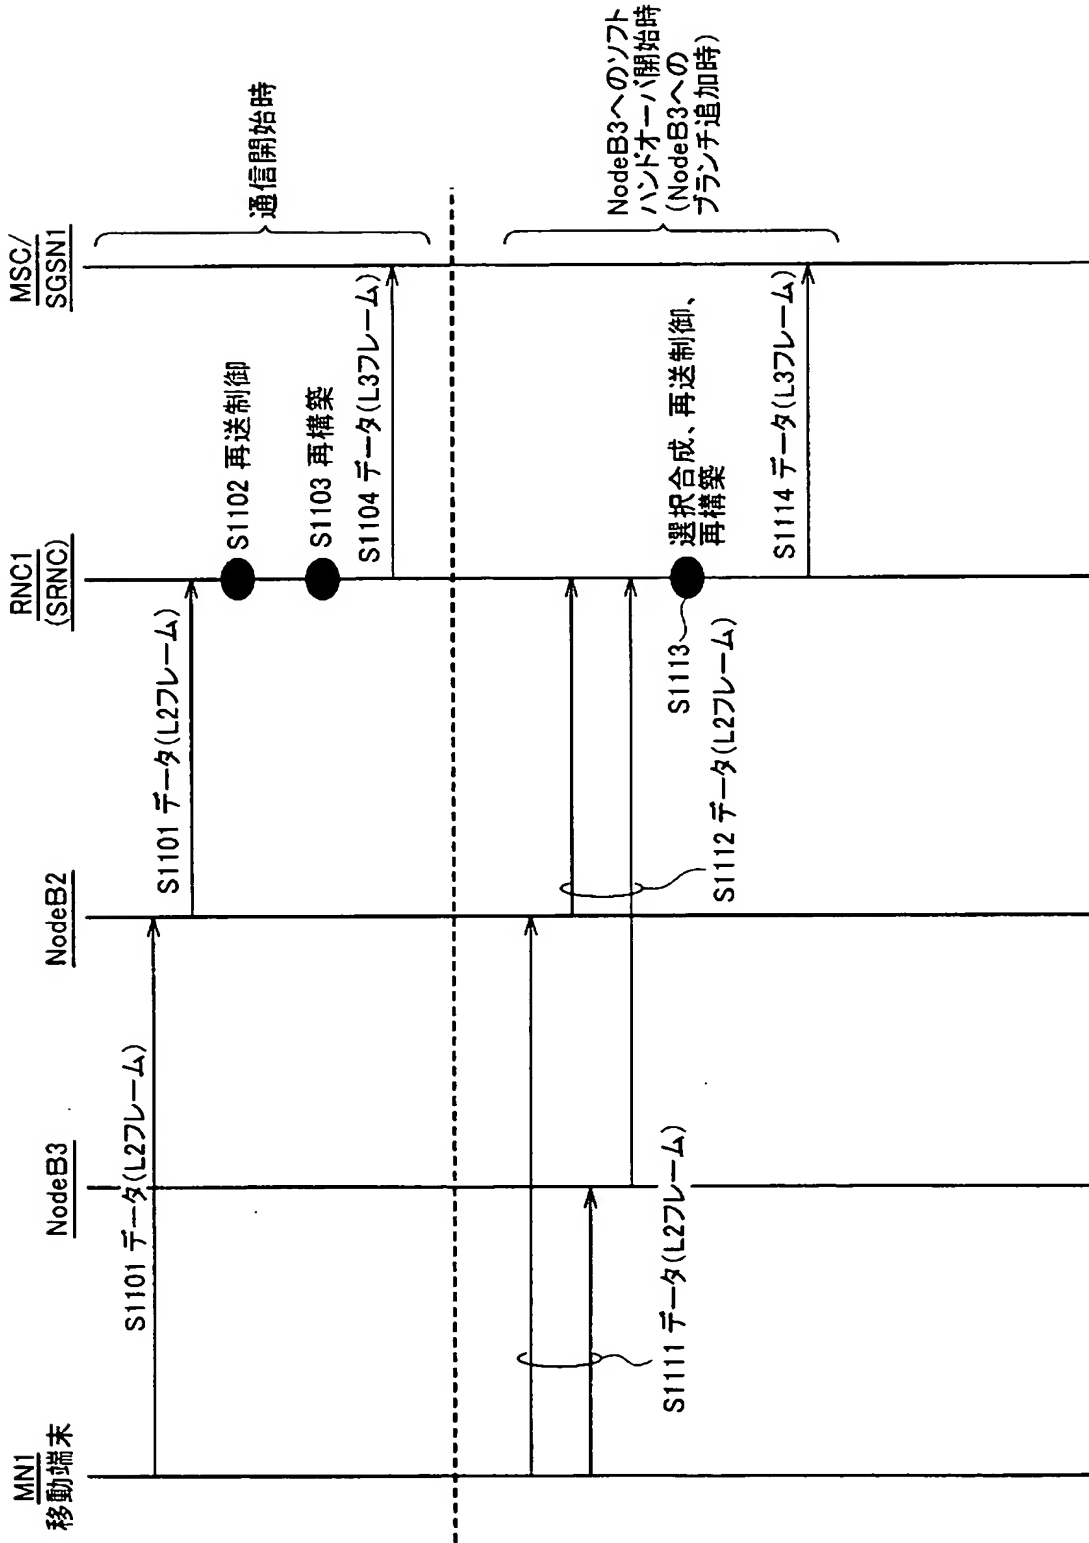 MN1
移動端末
NodeB3
NodeB2
RNC1
(SRNC)
MSC/
SGSN1
S1101 データ(L2フレーム)
S1101 データ(L2フレーム)
S1102 再送制御
S1103 再構築
S1104 データ(L3フレーム)
通信開始時
S1111 データ(L2フレーム)
S1112 データ(L2フレーム)
S1113
選択合成、再送制御、
再構築
S1114 データ(L3フレーム)
NodeB3へのソフト
ハンドオーバ開始時
(NodeB3への
ブランチ追加時)